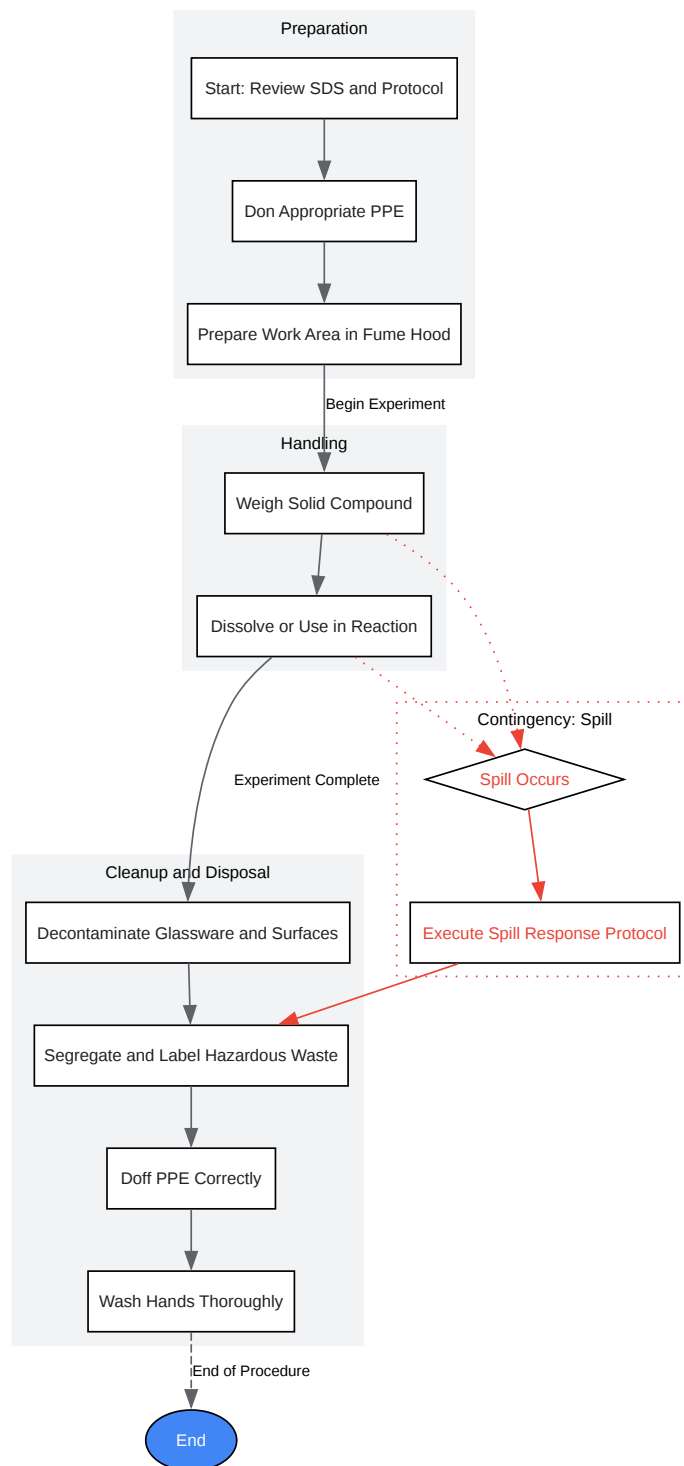 Preparation
Start: Review SDS and Protocol
Don Appropriate PPE
Prepare Work Area in Fume Hood
Begin Experiment
Handling
Weigh Solid Compound
Dissolve or Use in Reaction
Contingency: Spill
Spill Occurs
Experiment Complete
Cleanup and Disposal
Decontaminate Glassware and Surfaces
Execute Spill Response Protocol
Segregate and Label Hazardous Waste
Doff PPE Correctly
Wash Hands Thoroughly
End of Procedure
End